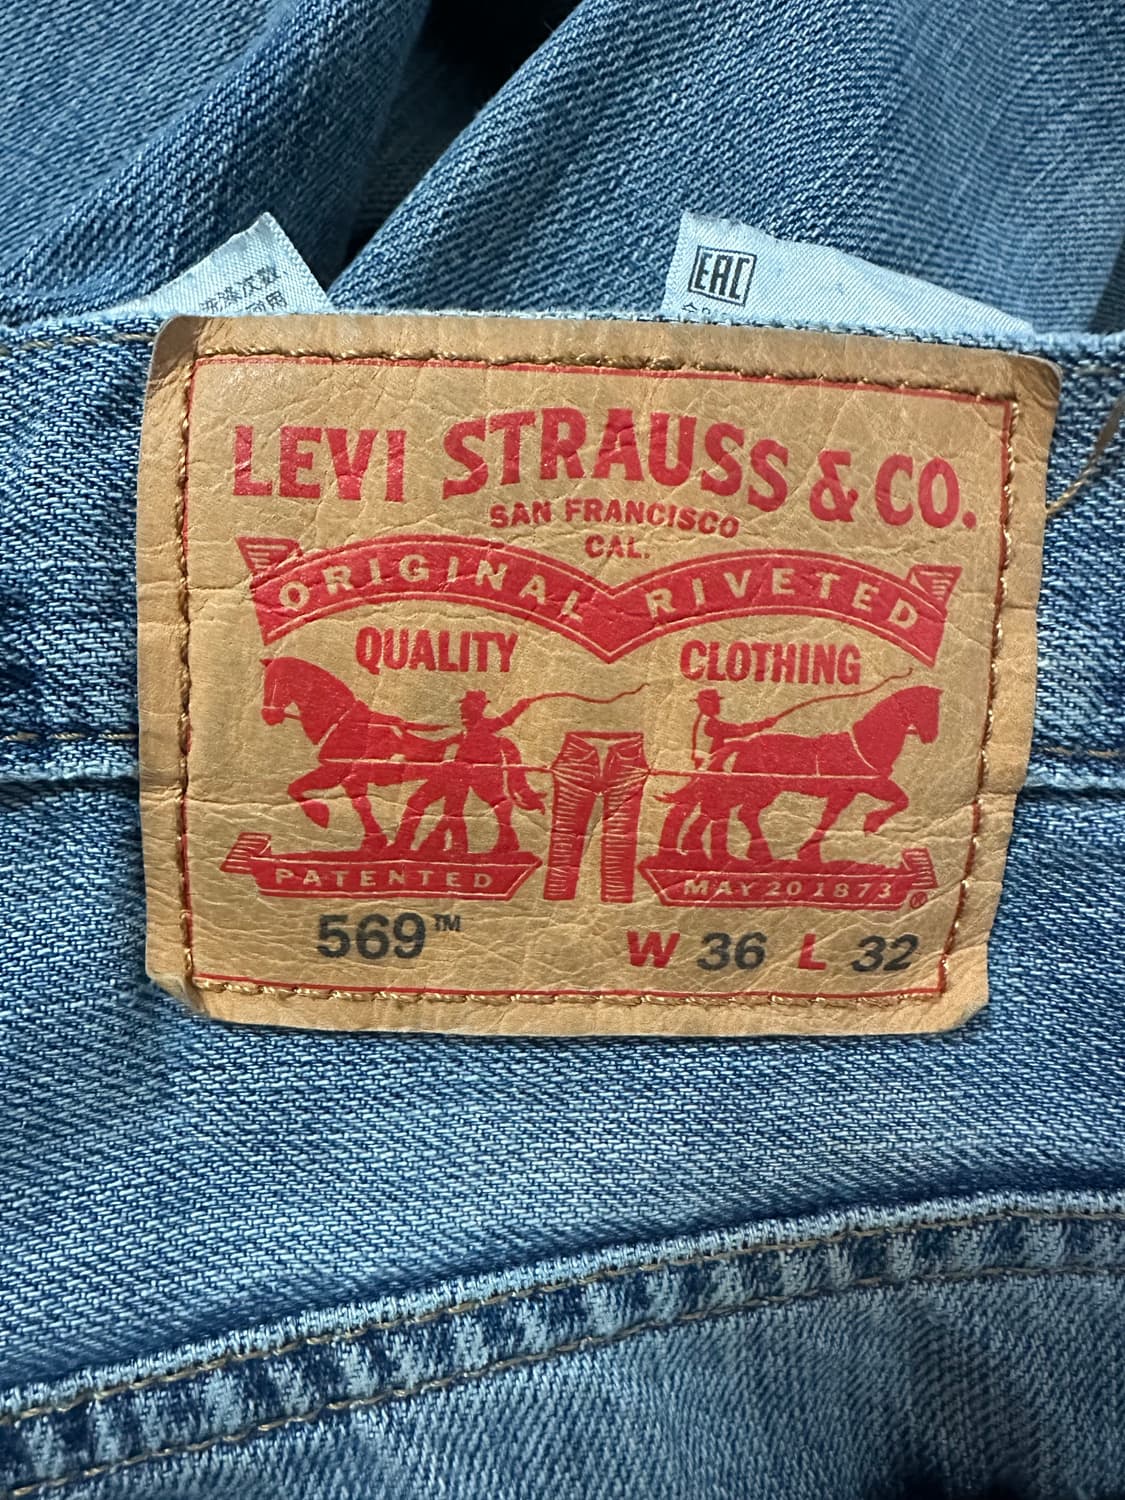 EAC
LEVI STRAUSS & CO.
SAN FRANCISCO
CAL.
ORIGINAL RIVETED
QUALITY CLOTHING
PATENTED MAY 20 1873 ®
569™ W 36 L 32